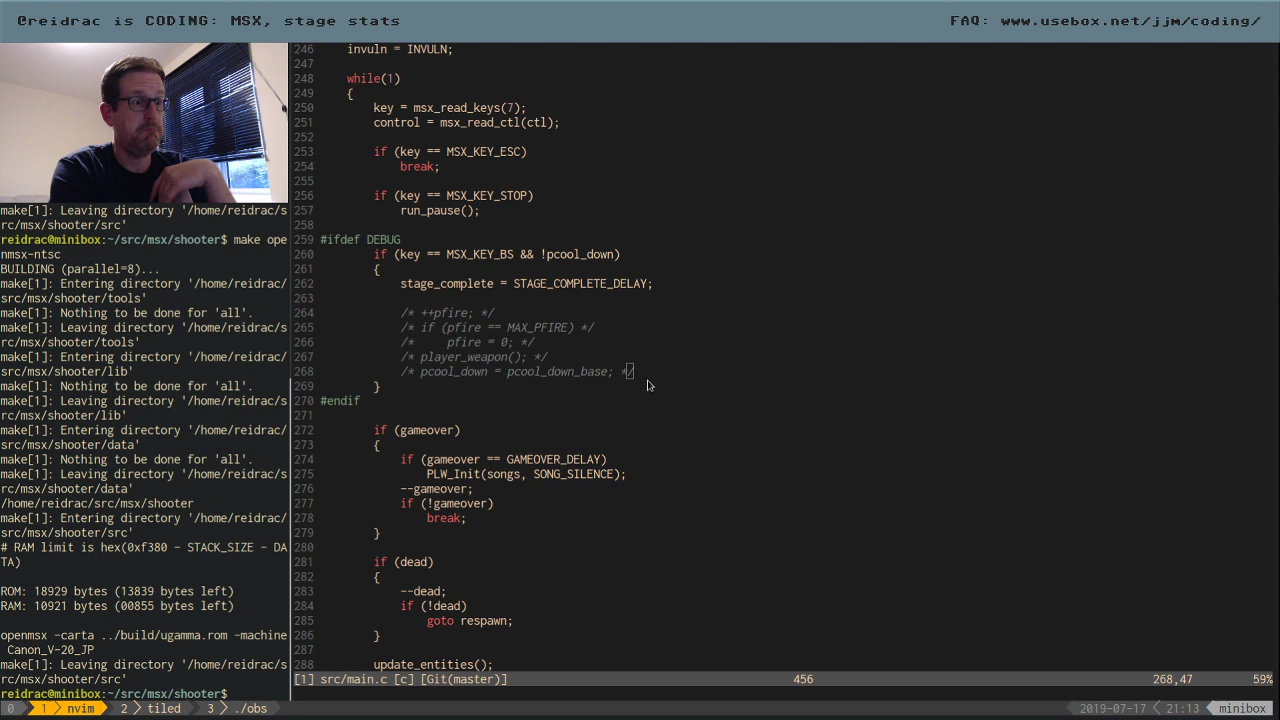 @reidrac is CODING: MSX, stage stats
FAQ: www.usebox.net/jjm/coding/
make[1]: Leaving directory '/home/reidrac/s
rc/msx/shooter/src'
reidrac@minibox:~/src/msx/shooter$ make ope
nmsx-ntsc
BUILDING (parallel=8)...
make[1]: Entering directory '/home/reidrac/
src/msx/shooter/tools'
make[1]: Nothing to be done for 'all'.
make[1]: Leaving directory '/home/reidrac/s
rc/msx/shooter/tools'
make[1]: Entering directory '/home/reidrac/
src/msx/shooter/lib'
make[1]: Nothing to be done for 'all'.
make[1]: Leaving directory '/home/reidrac/s
rc/msx/shooter/lib'
make[1]: Entering directory '/home/reidrac/
src/msx/shooter/data'
make[1]: Nothing to be done for 'all'.
make[1]: Leaving directory '/home/reidrac/s
rc/msx/shooter/data'
/home/reidrac/src/msx/shooter
make[1]: Entering directory '/home/reidrac/
src/msx/shooter/src'
# RAM limit is hex(0xf380 - STACK_SIZE - DA
TA)
ROM: 18929 bytes (13839 bytes left)
RAM: 10921 bytes (00855 bytes left)
openmsx -carta ../build/ugamma.rom -machine
Canon_V-20_JP
make[1]: Leaving directory '/home/reidrac/s
rc/msx/shooter/src'
reidrac@minibox:~/src/msx/shooter$
246     invuln = INVULN;
247
248     while(1)
249     {
250         key = msx_read_keys(7);
251         control = msx_read_ctl(ctl);
252
253         if (key == MSX_KEY_ESC)
254             break;
255
256         if (key == MSX_KEY_STOP)
257             run_pause();
258
259 #ifdef DEBUG
260         if (key == MSX_KEY_BS && !pcool_down)
261         {
262             stage_complete = STAGE_COMPLETE_DELAY;
263
264             /* ++pfire; */
265             /* if (pfire == MAX_PFIRE) */
266             /*     pfire = 0; */
267             /* player_weapon(); */
268             /* pcool_down = pcool_down_base; */
269         }
270 #endif
271
272         if (gameover)
273         {
274             if (gameover == GAMEOVER_DELAY)
275                 PLW_Init(songs, SONG_SILENCE);
276             --gameover;
277             if (!gameover)
278                 break;
279         }
280
281         if (dead)
282         {
283             --dead;
284             if (!dead)
285                 goto respawn;
286         }
287
288         update_entities();
[1] src/main.c [c] [Git(master)] 456 268,47 59%
0 1 nvim 2 tiled 3 ./obs 2019-07-17 21:13 minibox